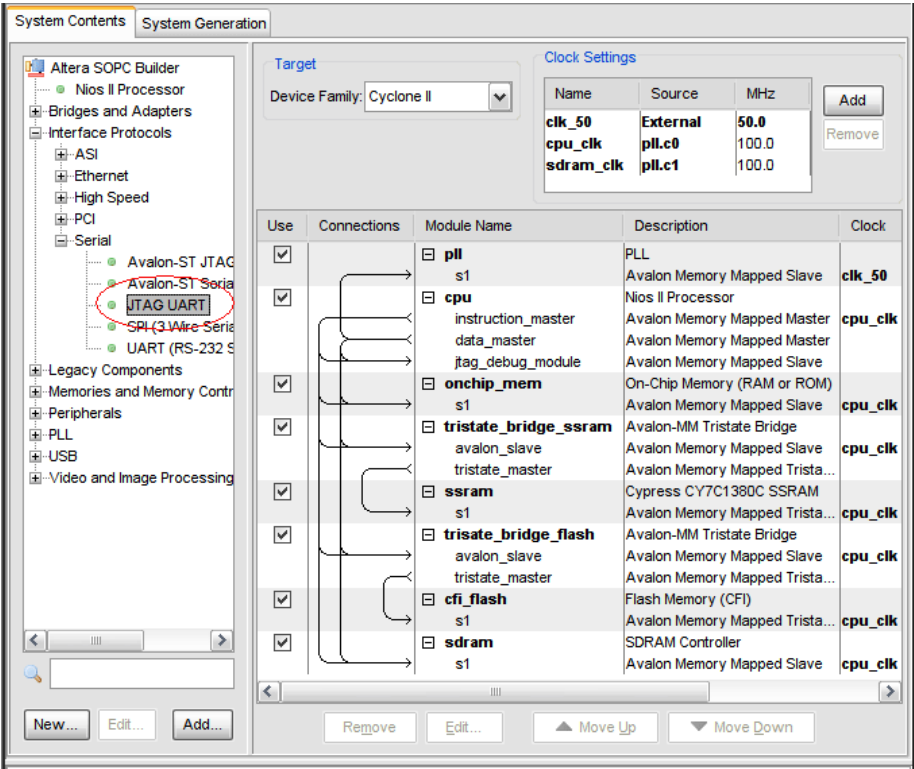 System Contents
System Generation
Altera SOPC Builder
Nios II Processor
Bridges and Adapters
Interface Protocols
ASI
Ethernet
High Speed
PCI
Serial
Avalon-ST JTAG
Avalon-ST Seria
JTAG UART
SPI (3 Wire Seria
UART (RS-232 S
Legacy Components
Memories and Memory Contr
Peripherals
PLL
USB
Video and Image Processing
New...
Edit...
Add...
Target
Device Family: Cyclone II
Clock Settings
Name Source MHz
clk_50 External 50.0
cpu_clk pll.c0 100.0
sdram_clk pll.c1 100.0
Add
Remove
Use Connections Module Name Description Clock
pll PLL
s1 Avalon Memory Mapped Slave clk_50
cpu Nios II Processor
instruction_master Avalon Memory Mapped Master cpu_clk
data_master Avalon Memory Mapped Master
jtag_debug_module Avalon Memory Mapped Slave
onchip_mem On-Chip Memory (RAM or ROM)
s1 Avalon Memory Mapped Slave cpu_clk
tristate_bridge_ssram Avalon-MM Tristate Bridge
avalon_slave Avalon Memory Mapped Slave cpu_clk
tristate_master Avalon Memory Mapped Trista...
ssram Cypress CY7C1380C SSRAM
s1 Avalon Memory Mapped Trista... cpu_clk
trisate_bridge_flash Avalon-MM Tristate Bridge
avalon_slave Avalon Memory Mapped Slave cpu_clk
tristate_master Avalon Memory Mapped Trista...
cfi_flash Flash Memory (CFI)
s1 Avalon Memory Mapped Trista... cpu_clk
sdram SDRAM Controller
s1 Avalon Memory Mapped Slave cpu_clk
Remove
Edit...
Move Up
Move Down